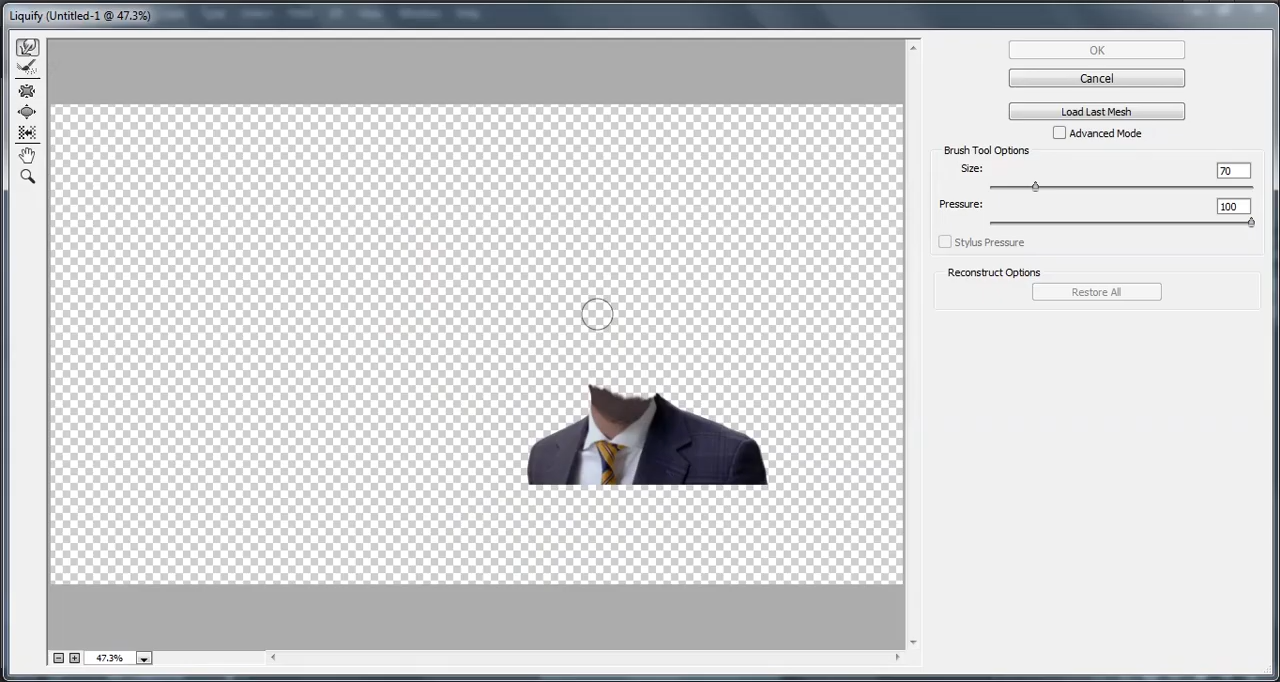 Liquify (Untitled-1 @ 47.3%)
OK
Cancel
Load Last Mesh
Advanced Mode
Brush Tool Options
Size:
70
Pressure:
100
Stylus Pressure
Reconstruct Options
Restore All
47.3%